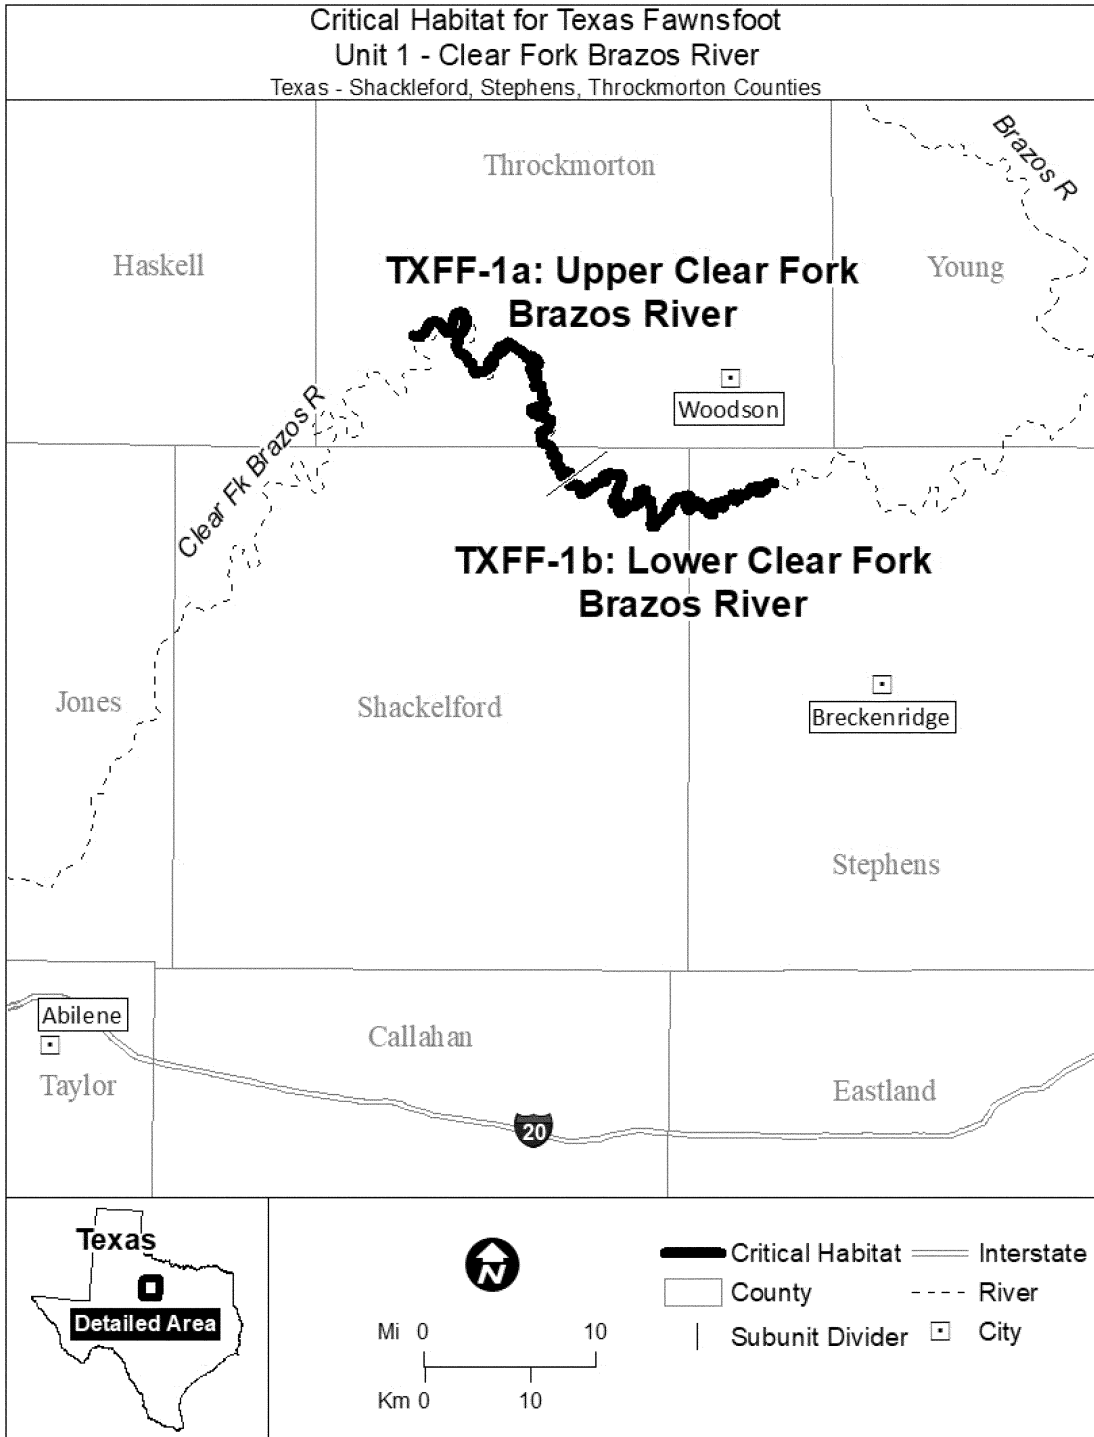 Critical Habitat for Texas Fawnsfoot
Unit 1 - Clear Fork Brazos River
Texas - Shackleford, Stephens, Throckmorton Counties
Brazos R
Throckmorton
Haskell
Young
TXFF-1a: Upper Clear Fork
Brazos River
Woodson
Clear Fk Brazos R
TXFF-1b: Lower Clear Fork
Brazos River
Jones
Shackelford
Breckenridge
Stephens
Abilene
Callahan
Taylor
Eastland
20
Texas
Detailed Area
N
Mi 0 10
Km 0 10
Critical Habitat
Interstate
County
River
Subunit Divider
City